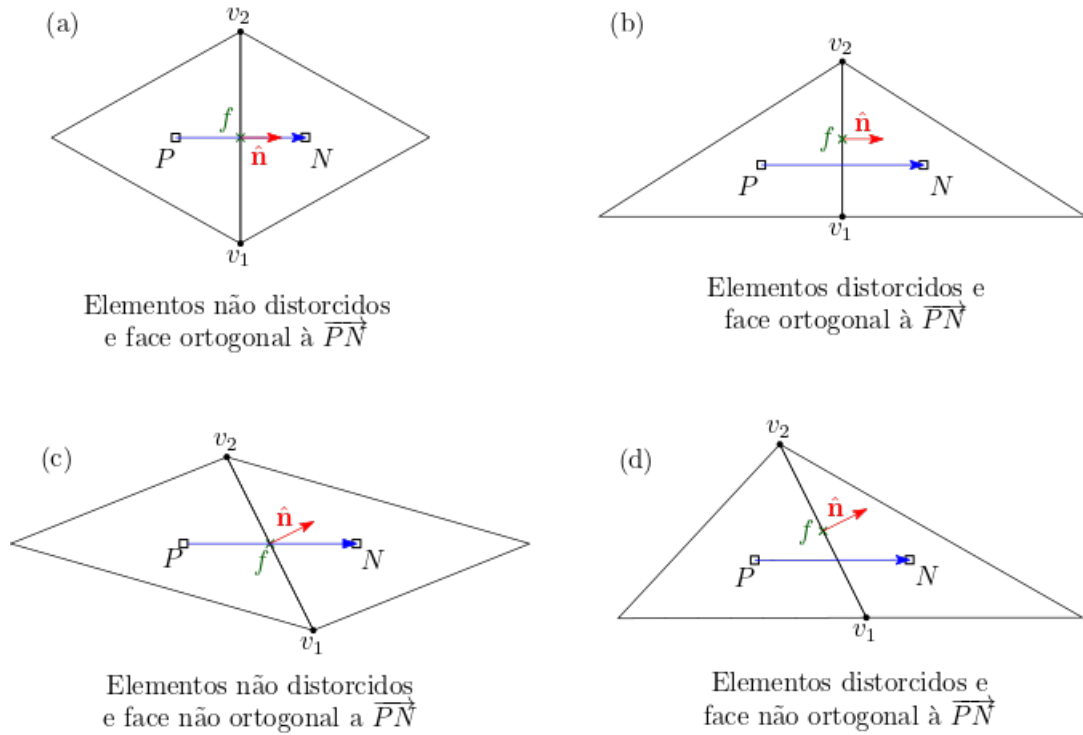 (a)
v₂
f
n̂
P
N
v₁
Elementos não distorcidos
e face ortogonal à PN⃗
(b)
v₂
f
n̂
P
N
v₁
Elementos distorcidos e
face ortogonal à PN⃗
(c)
v₂
n̂
P
f
N
v₁
Elementos não distorcidos
e face não ortogonal a PN⃗
(d)
v₂
n̂
f
P
N
v₁
Elementos distorcidos e
face não ortogonal à PN⃗